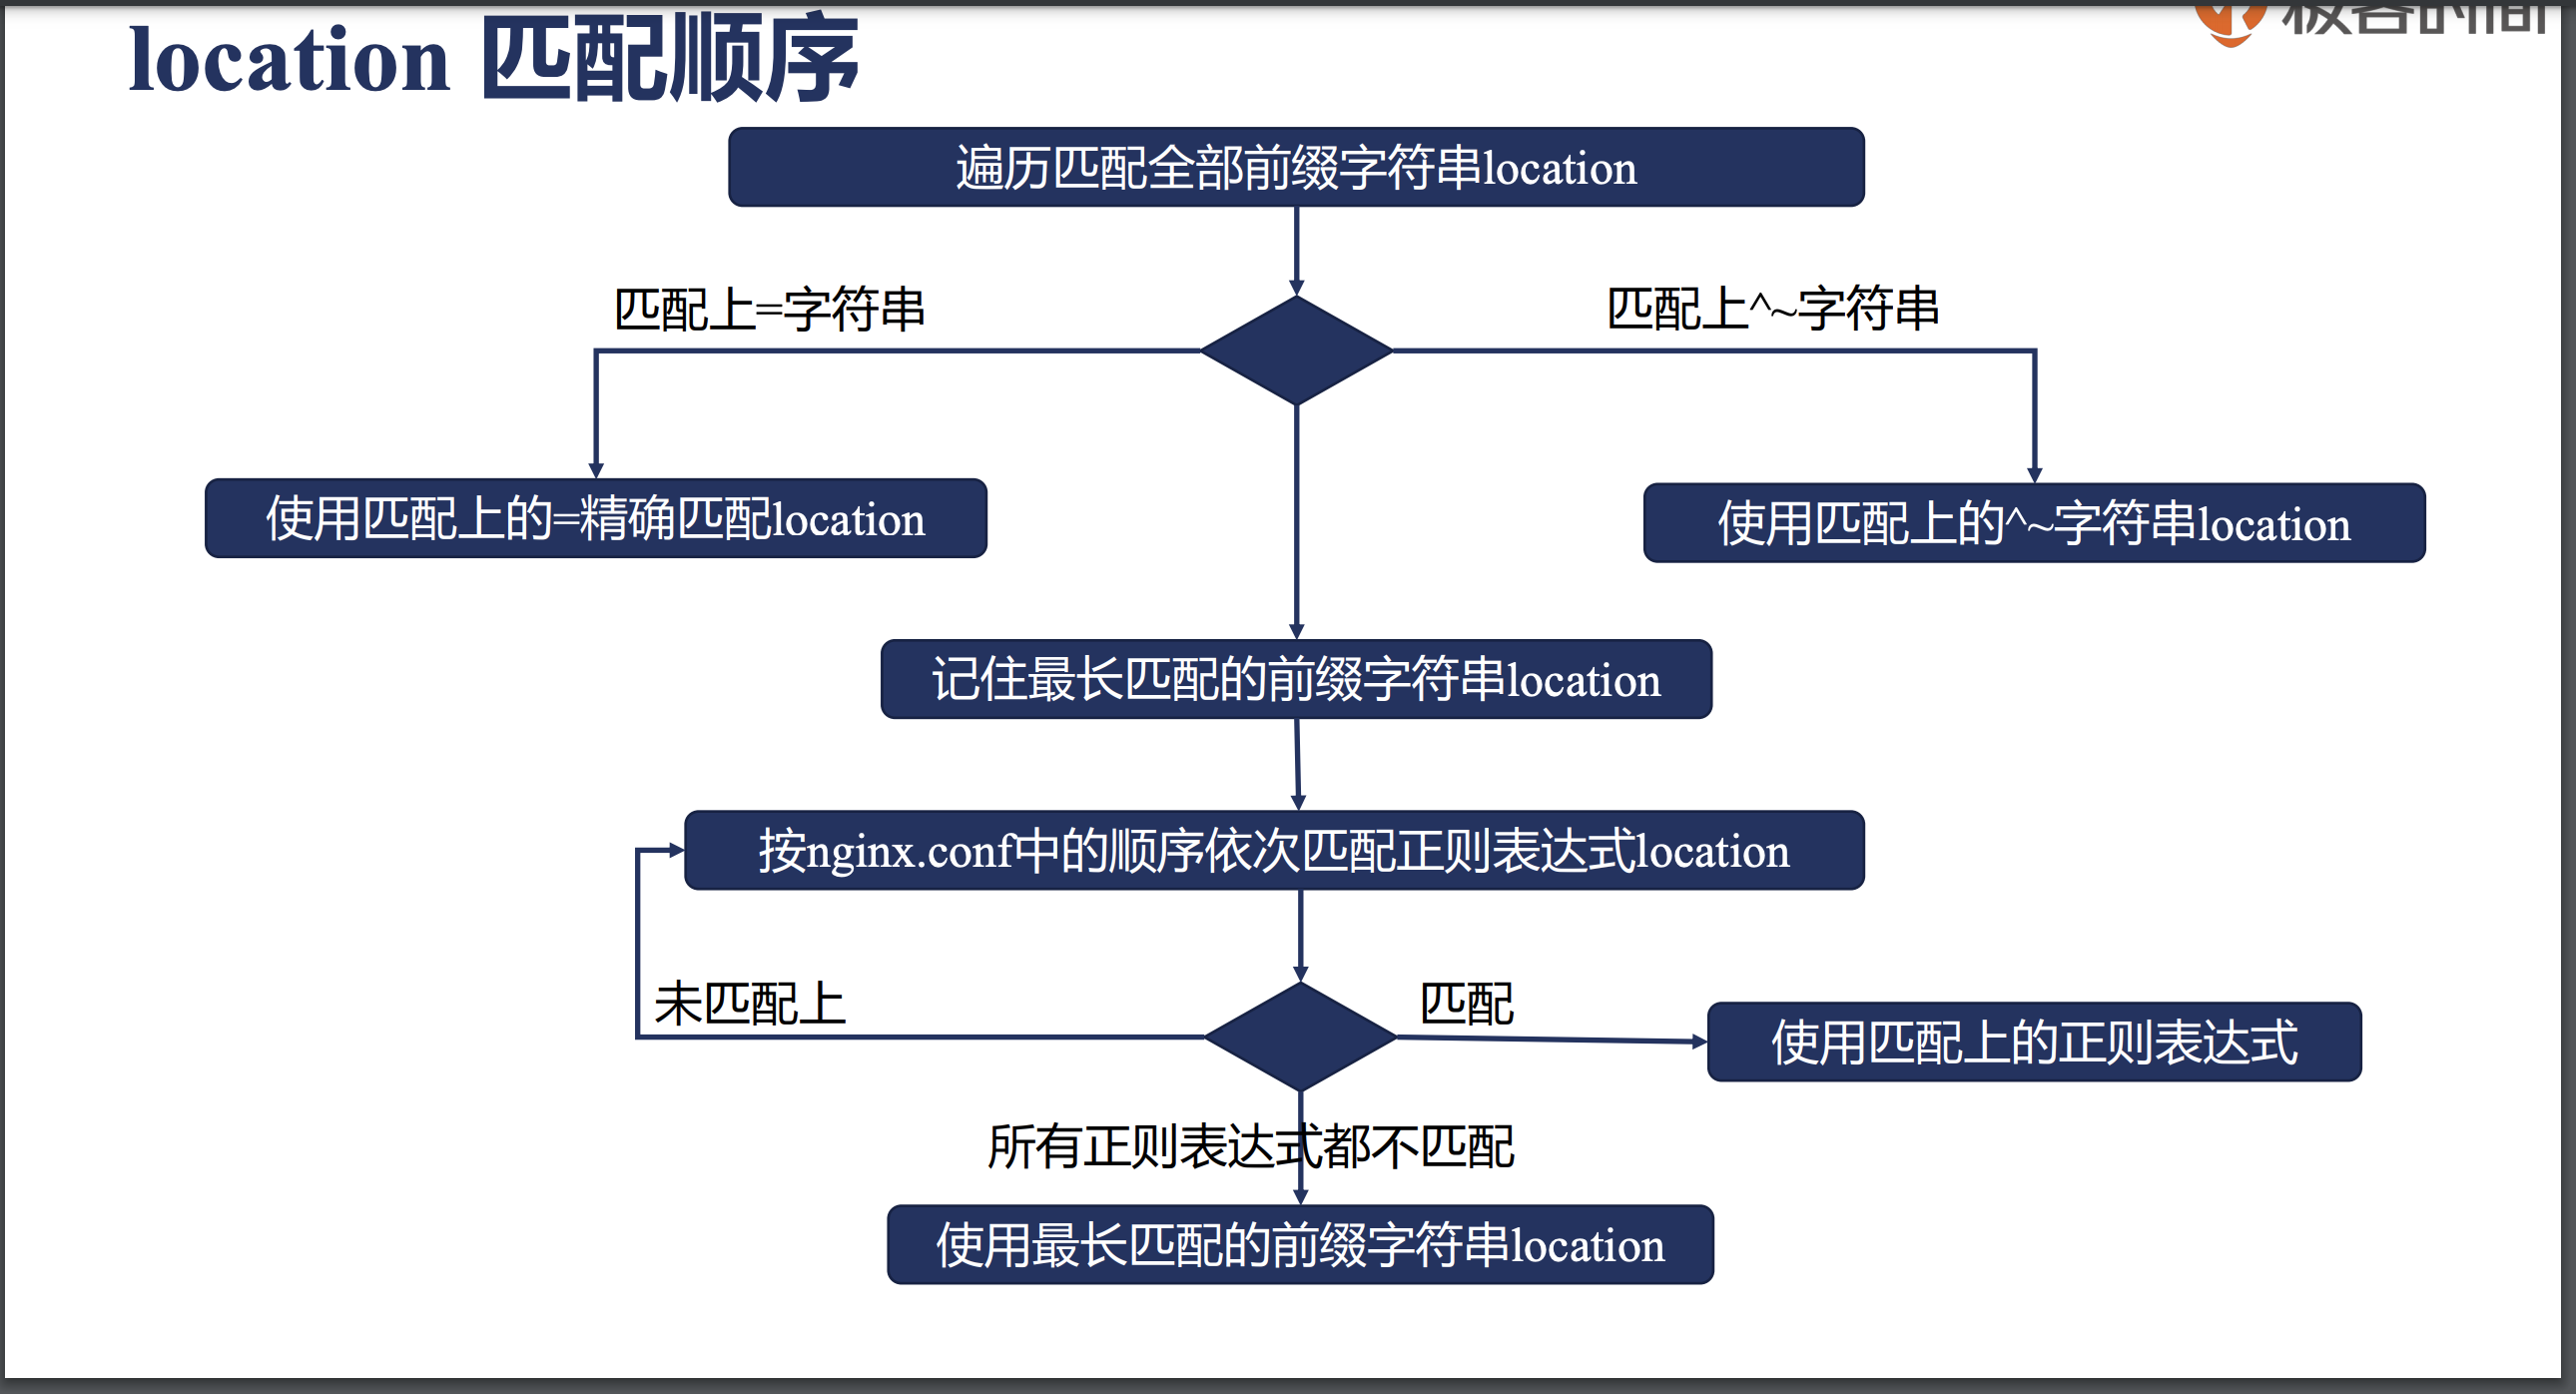 location 匹配顺序
极客时间
遍历匹配全部前缀字符串location
匹配上=字符串
匹配上^~字符串
使用匹配上的=精确匹配location
使用匹配上的^~字符串location
记住最长匹配的前缀字符串location
按nginx.conf中的顺序依次匹配正则表达式location
未匹配上
匹配
使用匹配上的正则表达式
所有正则表达式都不匹配
使用最长匹配的前缀字符串location